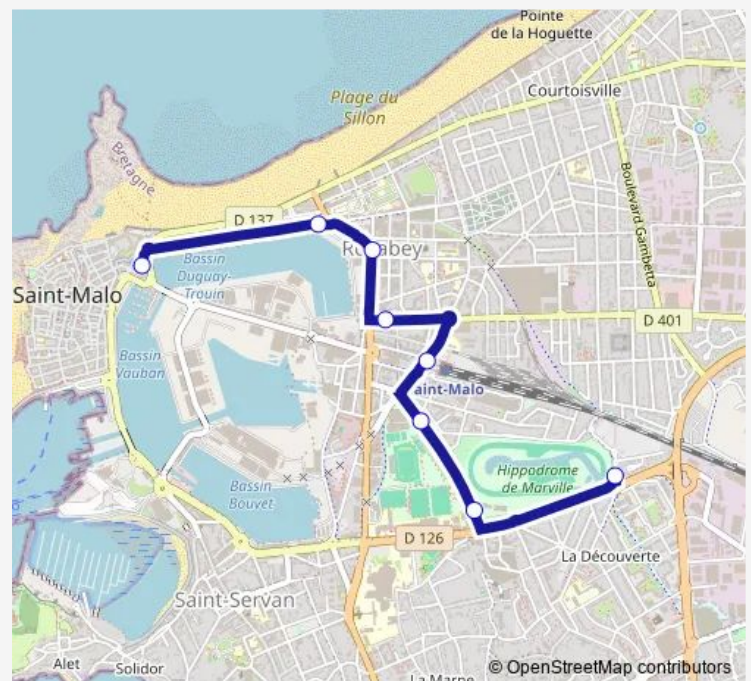 Pointe
de la Hoguette
Courtoisville
Plage du
Sillon
Bretagne
Boulevard Gambetta
D 137
Bassin
Duguay-
Trouin
Saint-Malo
D 401
Bassin
Vauban
aint-Malo
Hippodrome
de Marville
Bassin
Bouvet
D 126
La Découverte
Saint-Servan
Alet
Solidor
La Marne
© OpenStreetMap contributors